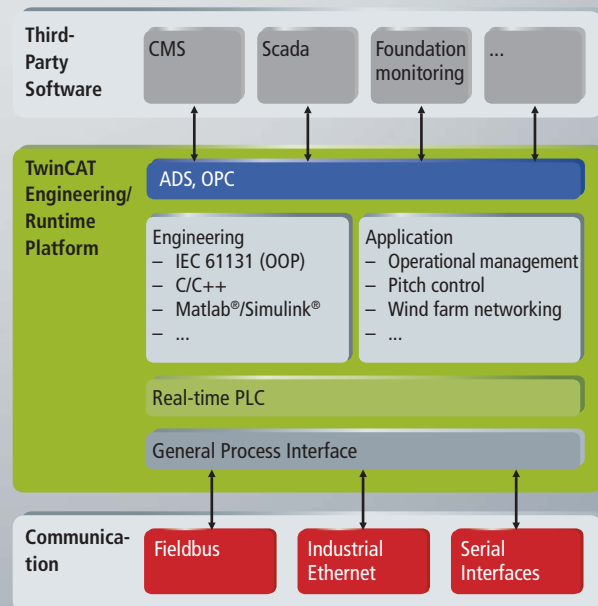 Third-
Party
Software
CMS
Scada
Foundation
monitoring
...
TwinCAT
Engineering/
Runtime
Platform
ADS, OPC
Engineering
– IEC 61131 (OOP)
– C/C++
– Matlab®/Simulink®
– ...
Application
– Operational management
– Pitch control
– Wind farm networking
– ...
Real-time PLC
General Process Interface
Communica-
tion
Fieldbus
Industrial
Ethernet
Serial
Interfaces